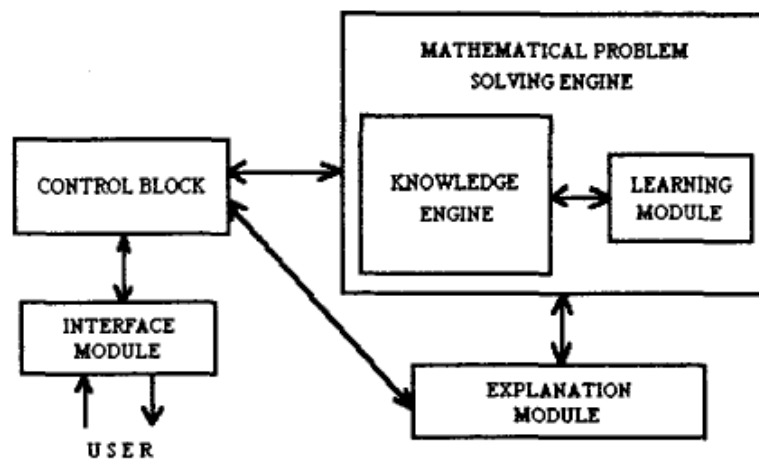 MATHEMATICAL PROBLEM
SOLVING ENGINE
CONTROL BLOCK
KNOWLEDGE
ENGINE
LEARNING
MODULE
INTERFACE
MODULE
EXPLANATION
MODULE
USER